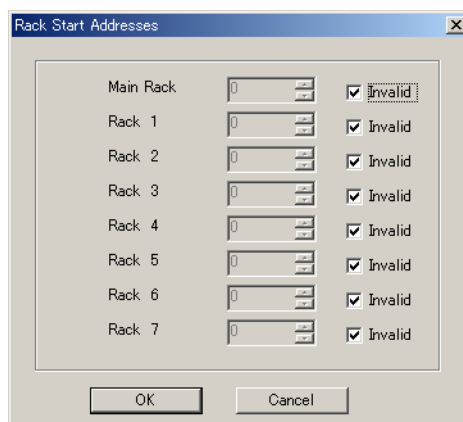 Rack Start Addresses
Main Rack 0 Invalid
Rack 1 0 Invalid
Rack 2 0 Invalid
Rack 3 0 Invalid
Rack 4 0 Invalid
Rack 5 0 Invalid
Rack 6 0 Invalid
Rack 7 0 Invalid
OK Cancel